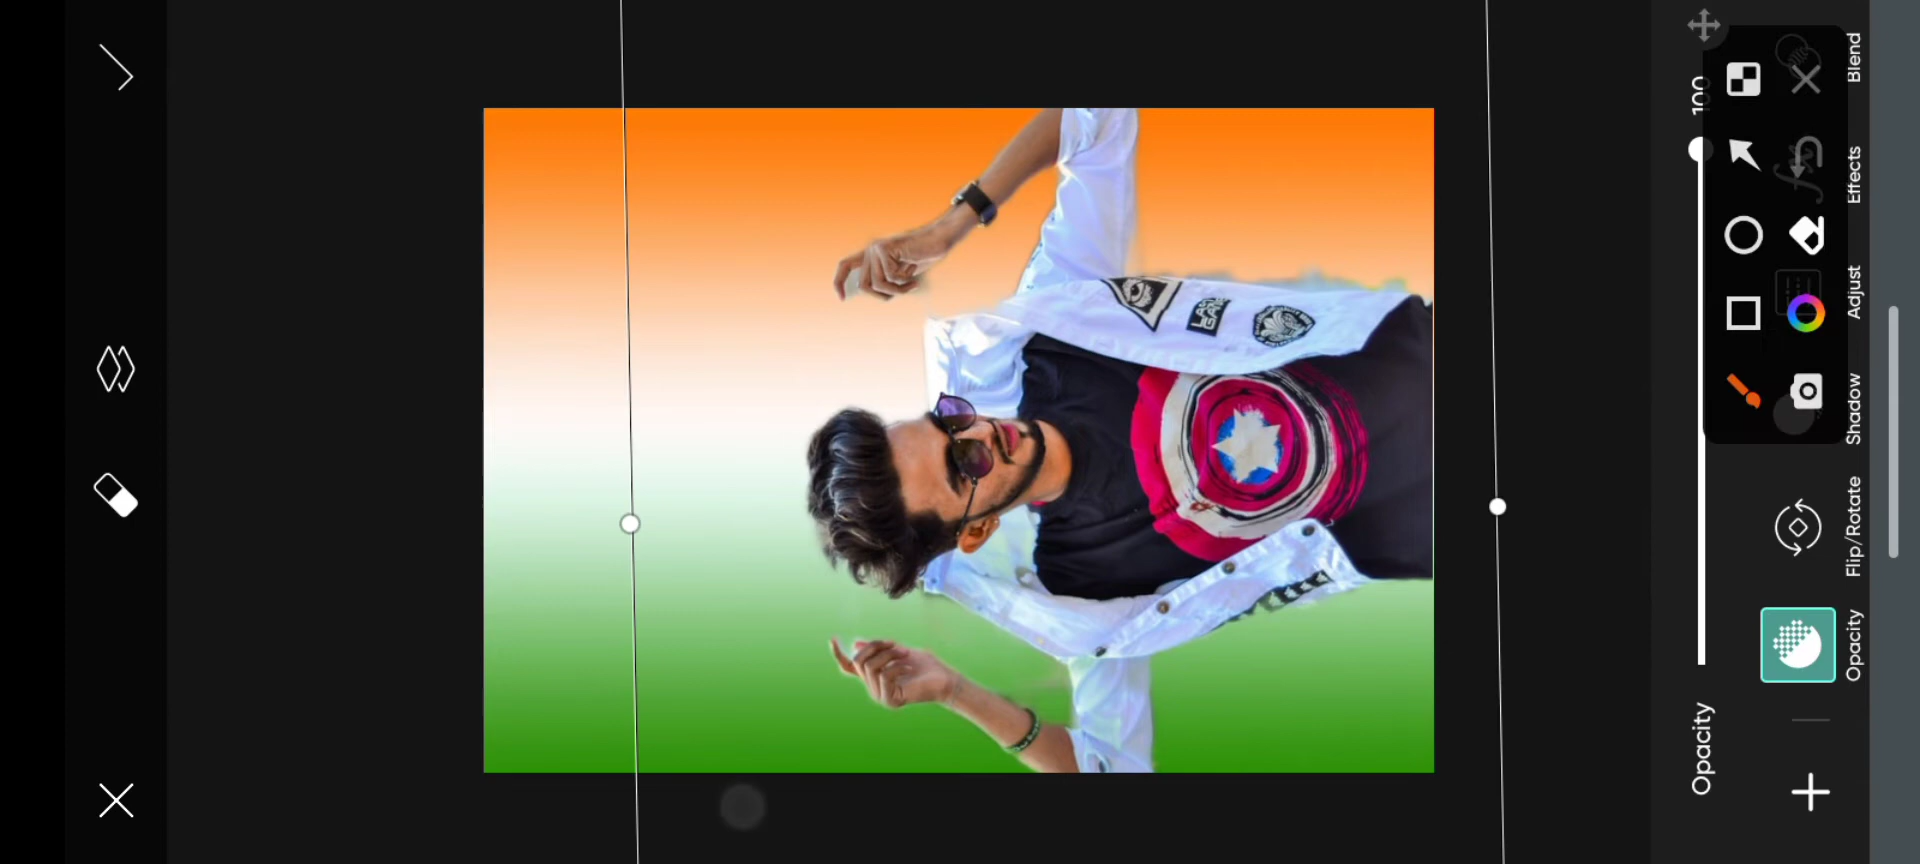 Blend
Effects
Adjust
Shadow
Flip/Rotate
Opacity
100
Opacity